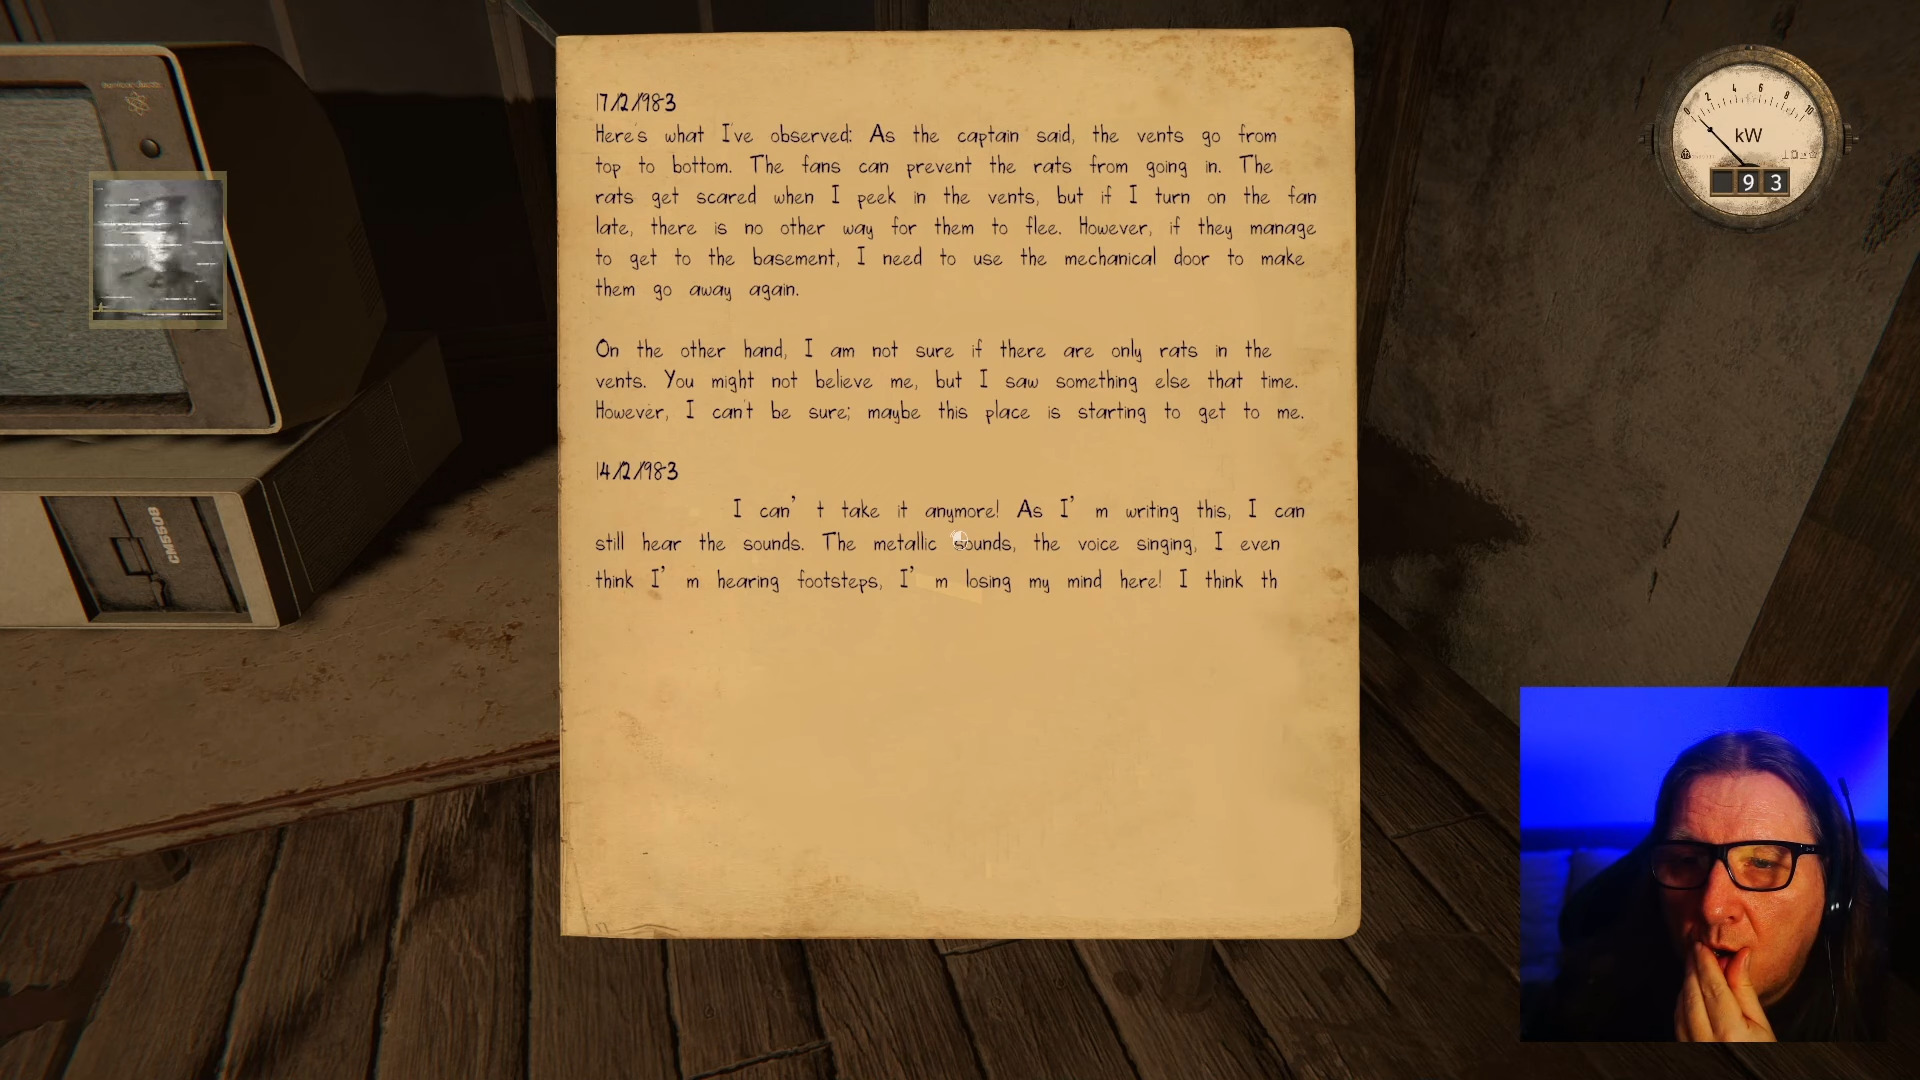 17/2/1983
Here's what I've observed: As the captain said, the vents go from
top to bottom. The fans can prevent the rats from going in. The
rats get scared when I peek in the vents, but if I turn on the fan
late, there is no other way for them to flee. However, if they manage
to get to the basement, I need to use the mechanical door to make
them go away again.
On the other hand, I am not sure if there are only rats in the
vents. You might not believe me, but I saw something else that time.
However, I can't be sure; maybe this place is starting to get to me.
14/2/1983
I can’ t take it anymore! As I’ m writing this, I can
still hear the sounds. The metallic sounds, the voice singing, I even
think I’ m hearing footsteps, I’ m losing my mind here! I think th
0 2 4 6 8 10
kW
9 3
CM5508